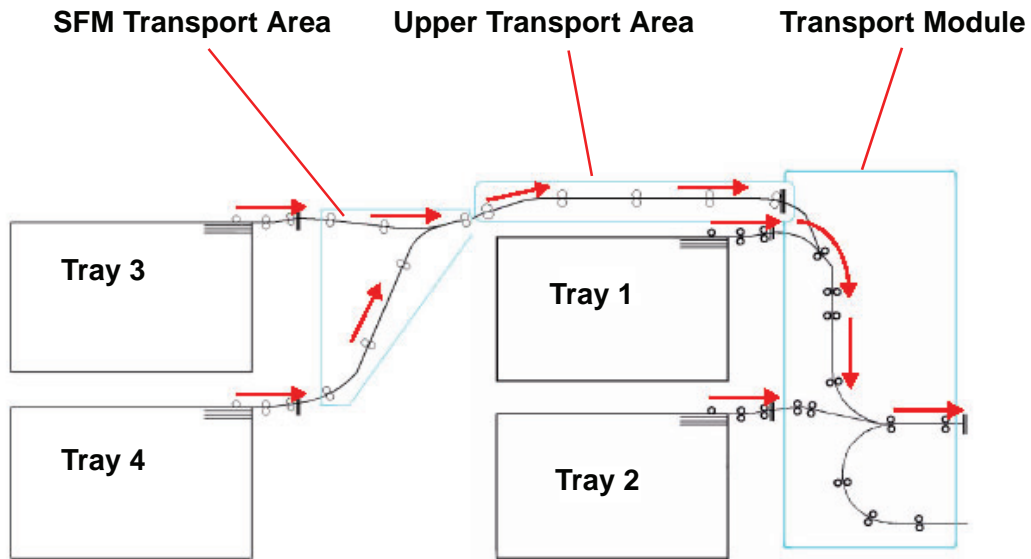 SFM Transport Area
Upper Transport Area
Transport Module
Tray 3
Tray 1
Tray 4
Tray 2